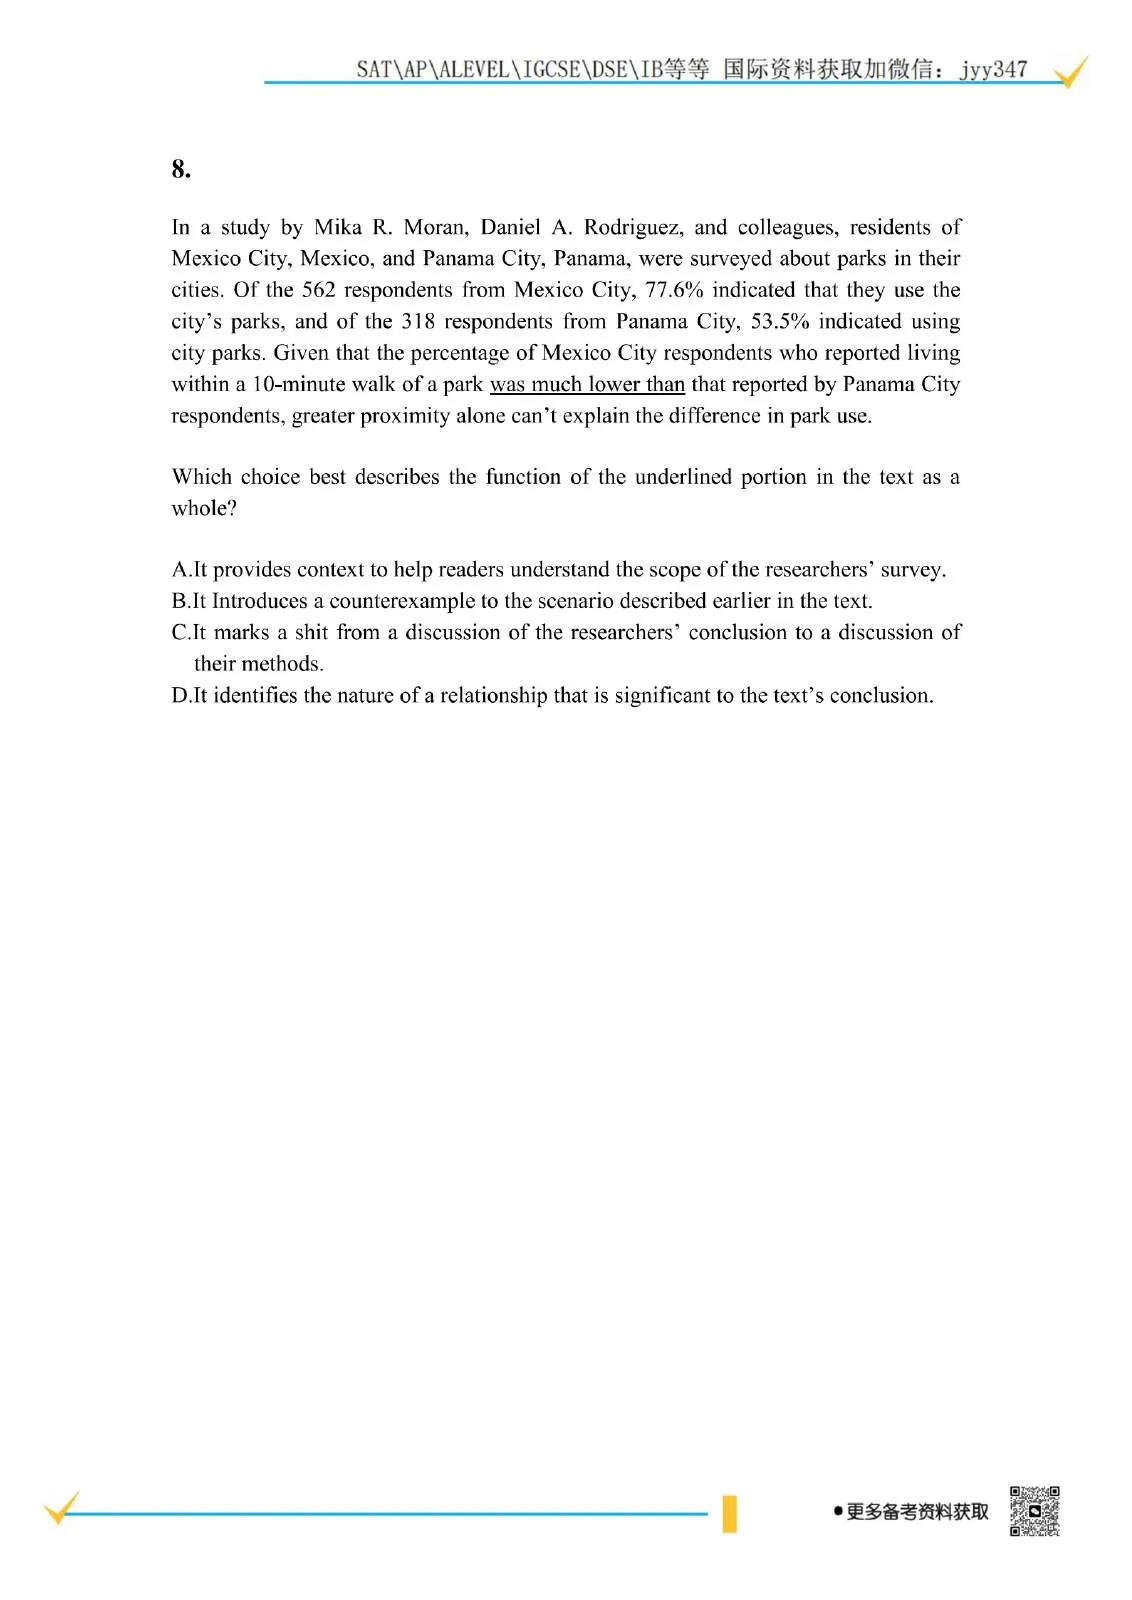 SAT\AP\ALEVEL\IGCSE\DSE\IB等等 国际资料获取加微信：jyy347
8.
In a study by Mika R. Moran, Daniel A. Rodriguez, and colleagues, residents of
Mexico City, Mexico, and Panama City, Panama, were surveyed about parks in their
cities. Of the 562 respondents from Mexico City, 77.6% indicated that they use the
city’s parks, and of the 318 respondents from Panama City, 53.5% indicated using
city parks. Given that the percentage of Mexico City respondents who reported living
within a 10-minute walk of a park was much lower than that reported by Panama City
respondents, greater proximity alone can’t explain the difference in park use.
Which choice best describes the function of the underlined portion in the text as a
whole?
A.It provides context to help readers understand the scope of the researchers’ survey.
B.It Introduces a counterexample to the scenario described earlier in the text.
C.It marks a shit from a discussion of the researchers’ conclusion to a discussion of
their methods.
D.It identifies the nature of a relationship that is significant to the text’s conclusion.
•更多备考资料获取